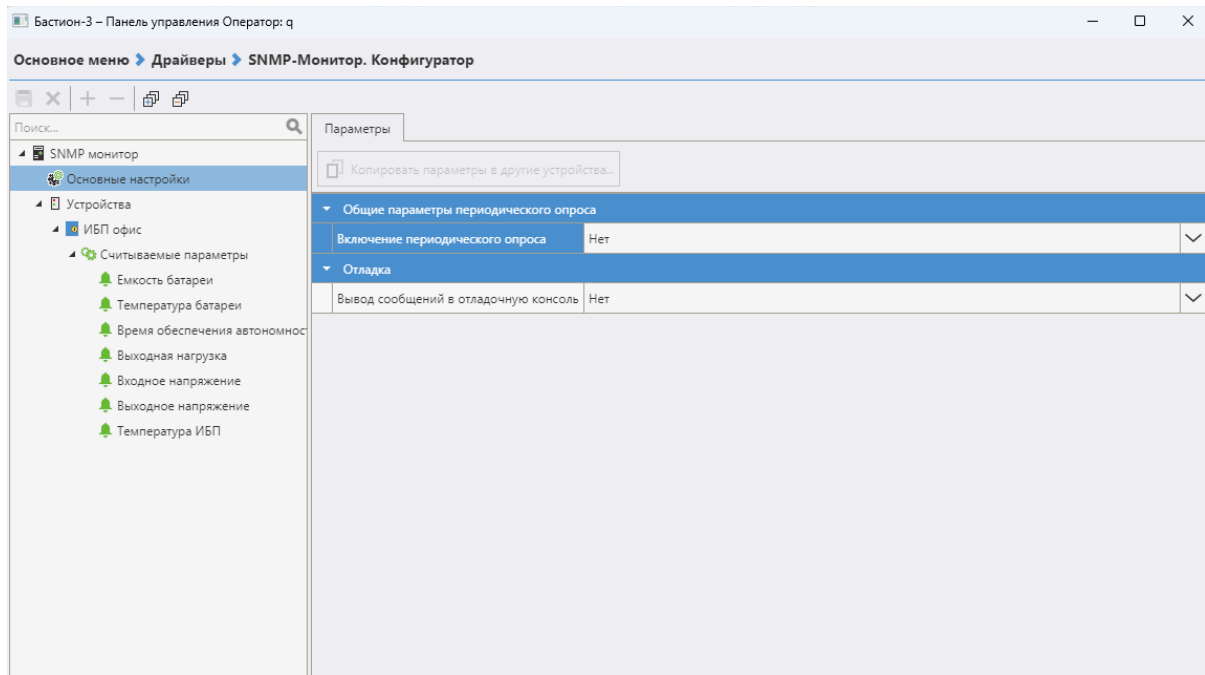 Бастион-3 – Панель управления Оператор: q
Основное меню Драйверы SNMP-Монитор. Конфигуратор
Поиск...
SNMP монитор
Основные настройки
Устройства
ИБП офис
Считываемые параметры
Емкость батареи
Температура батареи
Время обеспечения автономнос
Выходная нагрузка
Входное напряжение
Выходное напряжение
Температура ИБП
Параметры
Копировать параметры в другие устройства...
Общие параметры периодического опроса
Включение периодического опроса Нет
Отладка
Вывод сообщений в отладочную консоль Нет